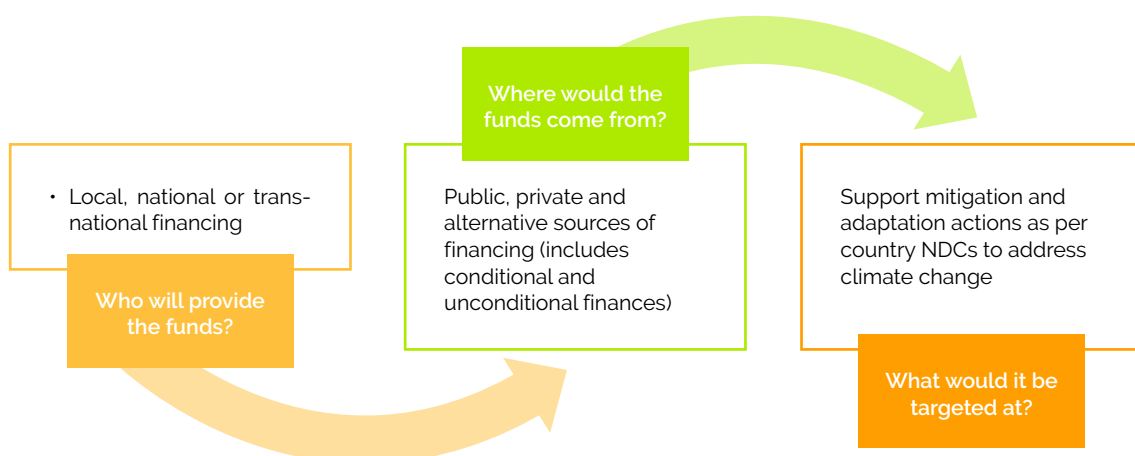 • Local, national or trans-
national financing
Who will provide
the funds?
Where would the
funds come from?
Public, private and
alternative sources of
financing (includes
conditional and
unconditional finances)
Support mitigation and
adaptation actions as per
country NDCs to address
climate change
What would it be
targeted at?